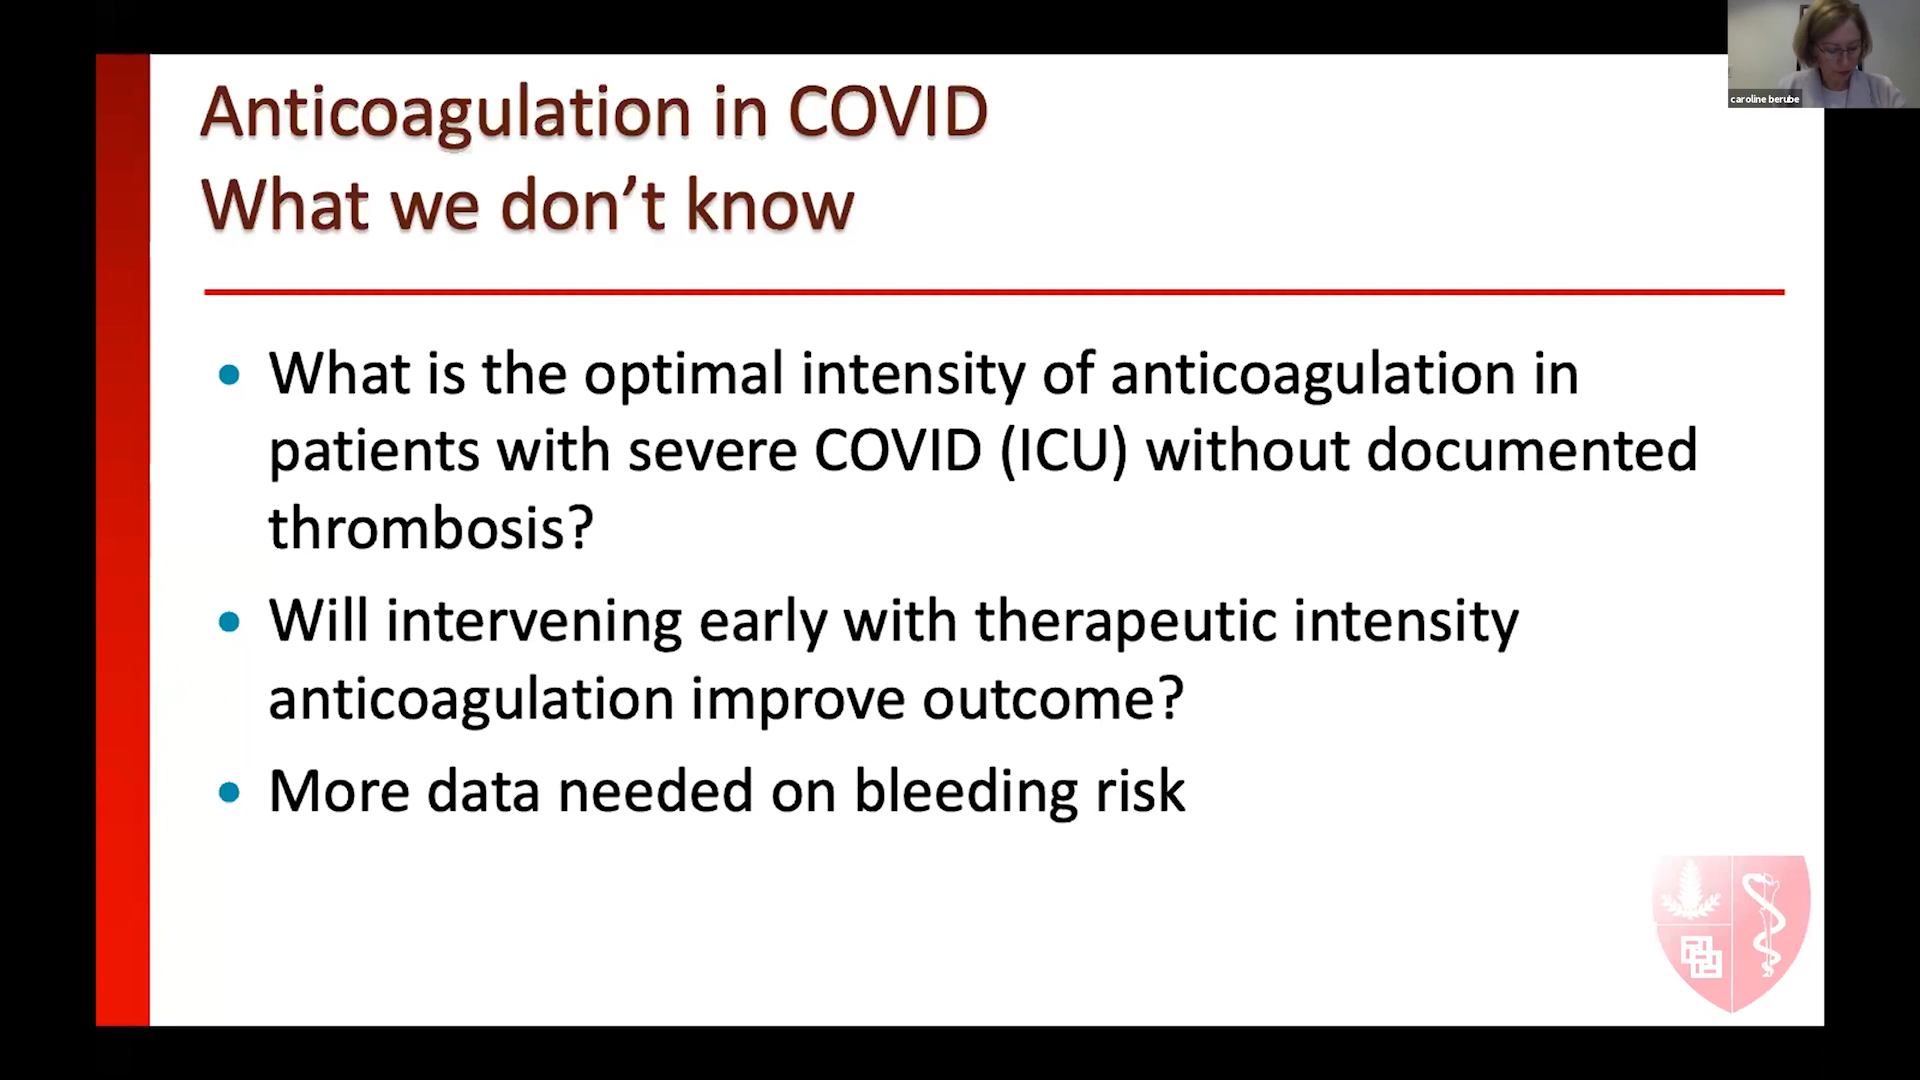 caroline berube
Anticoagulation in COVID
What we don’t know
• What is the optimal intensity of anticoagulation in
patients with severe COVID (ICU) without documented
thrombosis?
• Will intervening early with therapeutic intensity
anticoagulation improve outcome?
• More data needed on bleeding risk